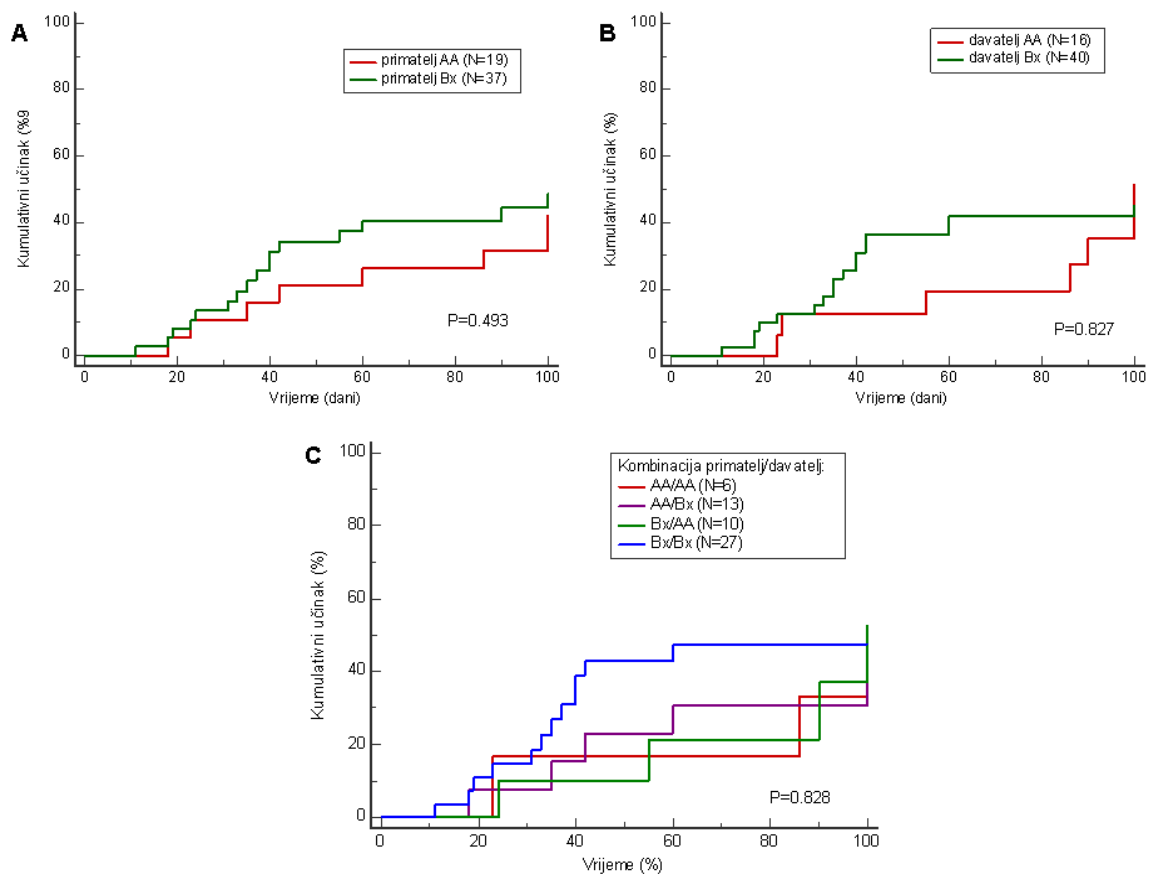 A
Kumulativni učinak (%9
100
80
60
40
20
0
primatelj AA (N=19)
primatelj Bx (N=37)
P=0.493
0 20 40 60 80 100
Vrijeme (dani)
B
Kumulativni učinak (%)
100
80
60
40
20
0
davatelj AA (N=16)
davatelj Bx (N=40)
P=0.827
0 20 40 60 80 100
Vrijeme (dani)
C
Kumulativni učinak (%)
100
80
60
40
20
0
Kombinacija primatelj/davatelj:
AA/AA (N=6)
AA/Bx (N=13)
Bx/AA (N=10)
Bx/Bx (N=27)
P=0.828
0 20 40 60 80 100
Vrijeme (%)